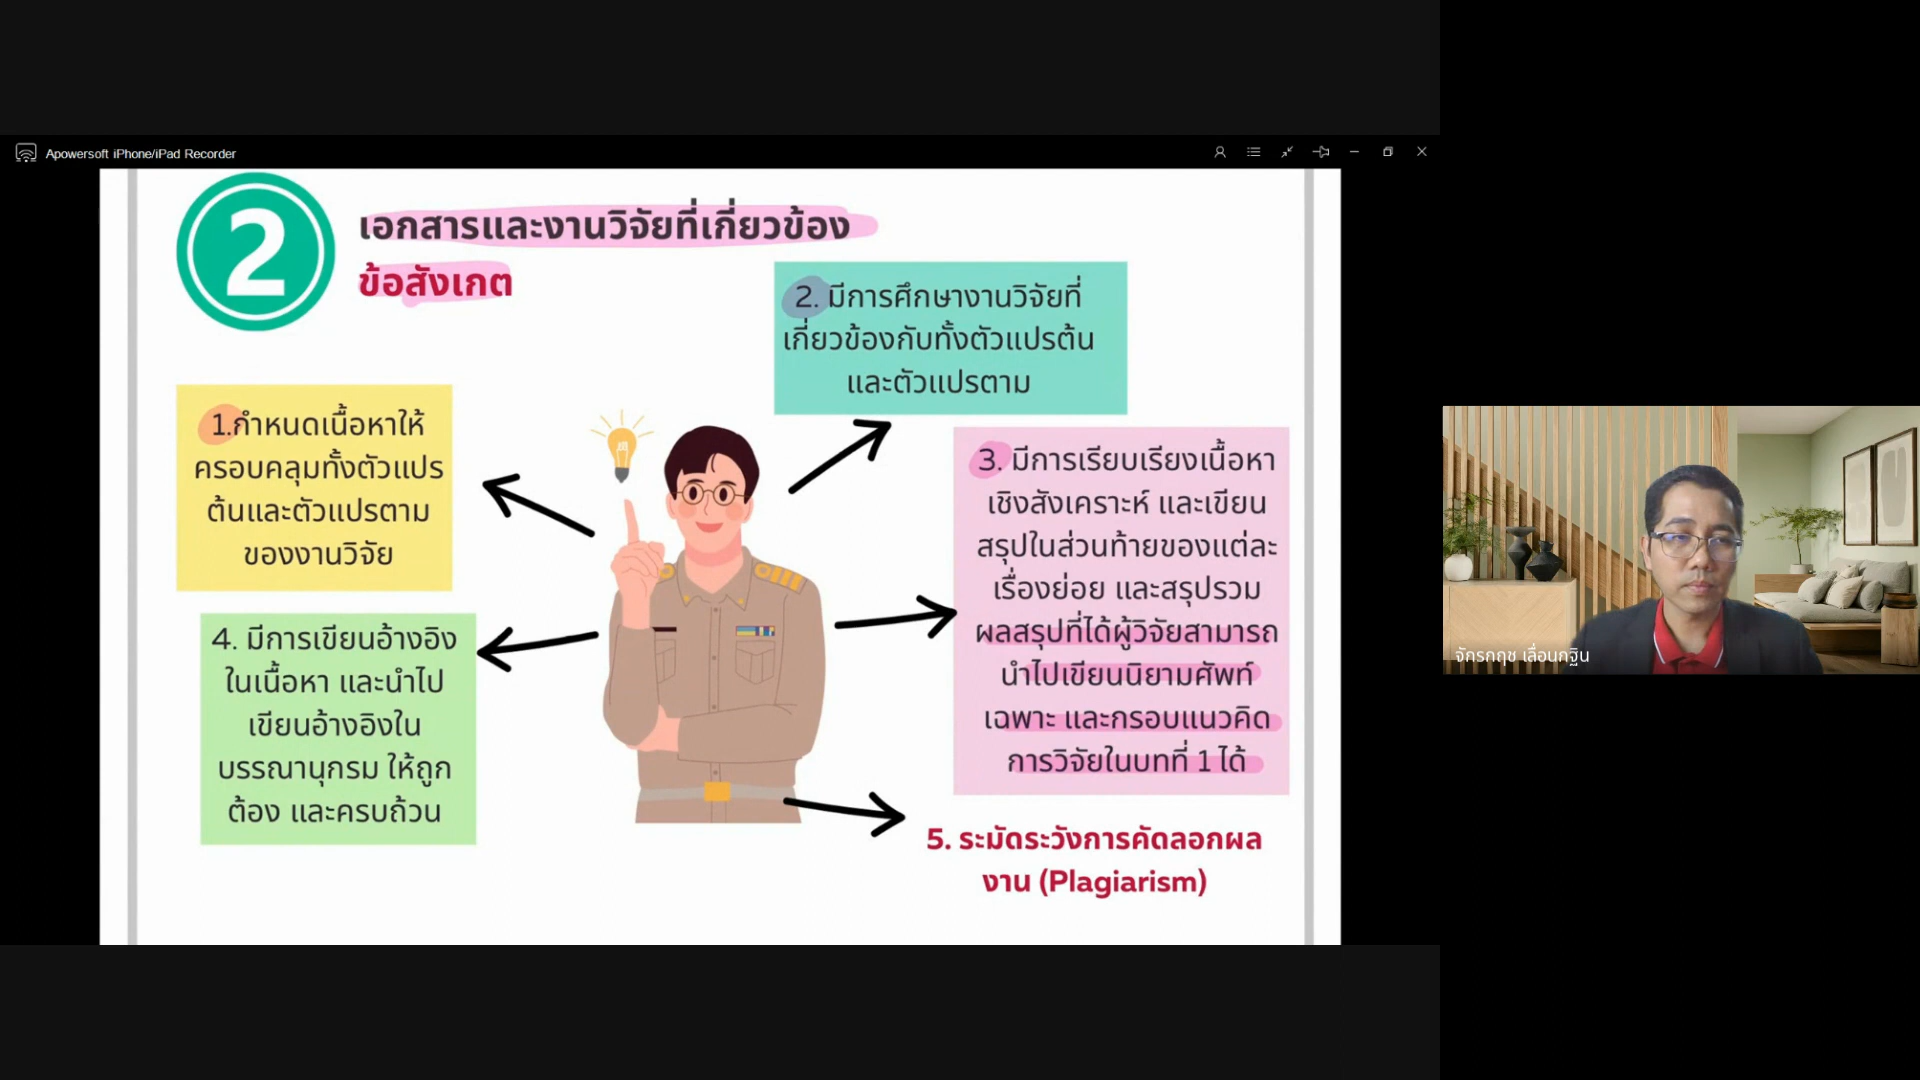 Apowersoft iPhone/iPad Recorder
2
เอกสารและงานวิจัยที่เกี่ยวข้อง
ข้อสังเกต
1.กำหนดเนื้อหาให้
ครอบคลุมทั้งตัวแปร
ต้นและตัวแปรตาม
ของงานวิจัย
2. มีการศึกษางานวิจัยที่
เกี่ยวข้องกับทั้งตัวแปรต้น
และตัวแปรตาม
3. มีการเรียบเรียงเนื้อหา
เชิงสังเคราะห์ และเขียน
สรุปในส่วนท้ายของแต่ละ
เรื่องย่อย และสรุปรวม
ผลสรุปที่ได้ผู้วิจัยสามารถ
นำไปเขียนนิยามศัพท์
เฉพาะ และกรอบแนวคิด
การวิจัยในบทที่ 1 ได้
4. มีการเขียนอ้างอิง
ในเนื้อหา และนำไป
เขียนอ้างอิงใน
บรรณานุกรม ให้ถูก
ต้อง และครบถ้วน
5. ระมัดระวังการคัดลอกผล
งาน (Plagiarism)
จักรกฤช เลื่อนกฐิน